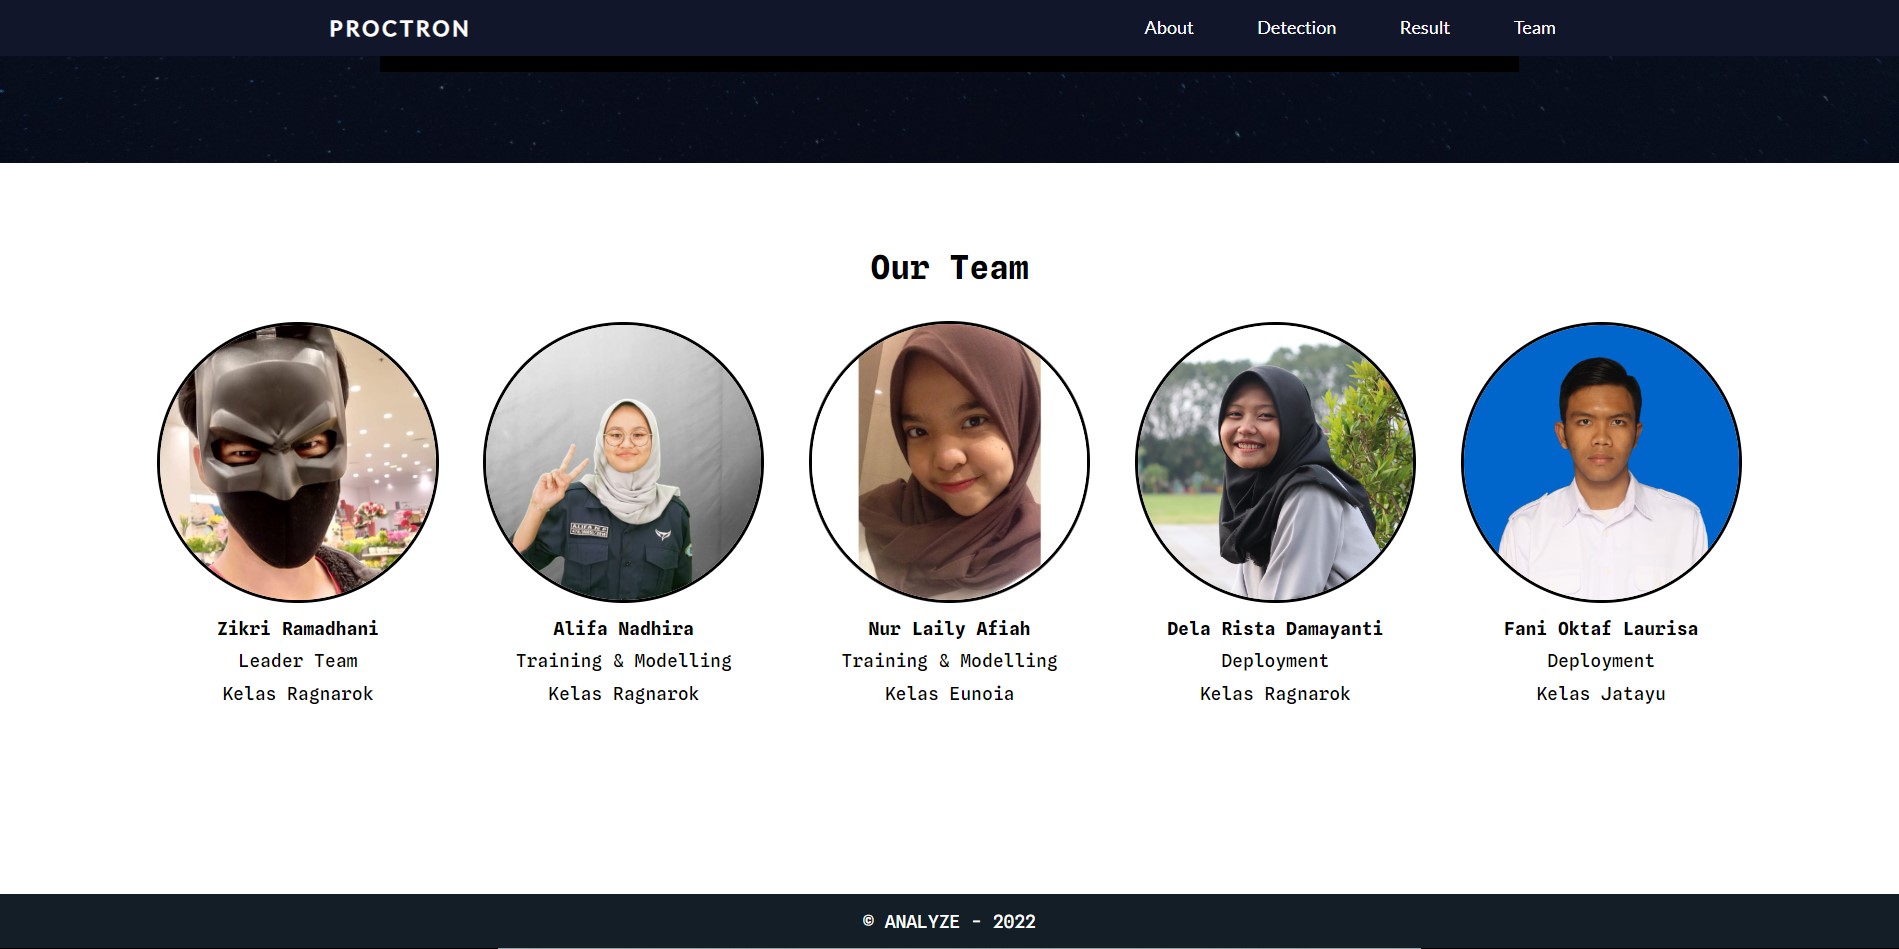 PROCTRON
About Detection Result Team
Our Team
Zikri Ramadhani
Leader Team
Kelas Ragnarok
Alifa Nadhira
Training & Modelling
Kelas Ragnarok
Nur Laily Afiah
Training & Modelling
Kelas Eunoia
Dela Rista Damayanti
Deployment
Kelas Ragnarok
Fani Oktaf Laurisa
Deployment
Kelas Jatayu
© ANALYZE - 2022